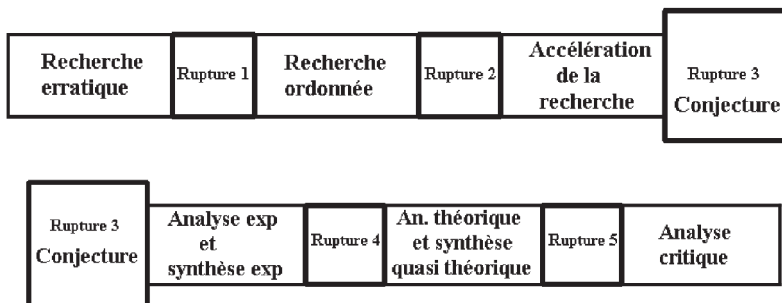 Recherche
erratique
Rupture 1
Recherche
ordonnée
Rupture 2
Accélération
de la
recherche
Rupture 3
Conjecture
Rupture 3
Conjecture
Analyse exp
et
synthèse exp
Rupture 4
An. théorique
et synthèse
quasi théorique
Rupture 5
Analyse
critique